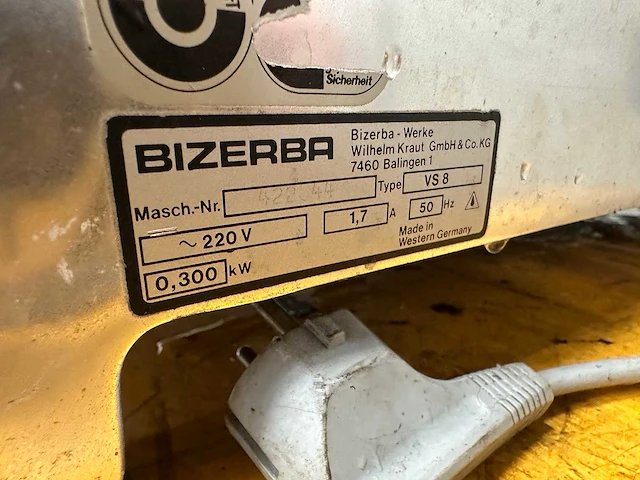 Sicherheit
BIZERBA
Bizerba - Werke
Wilhelm Kraut GmbH & Co. KG
7460 Balingen 1
Masch.-Nr. Type VS 8
~ 220 V 1,7 A 50 Hz
0,300 kW
Made in
Western Germany